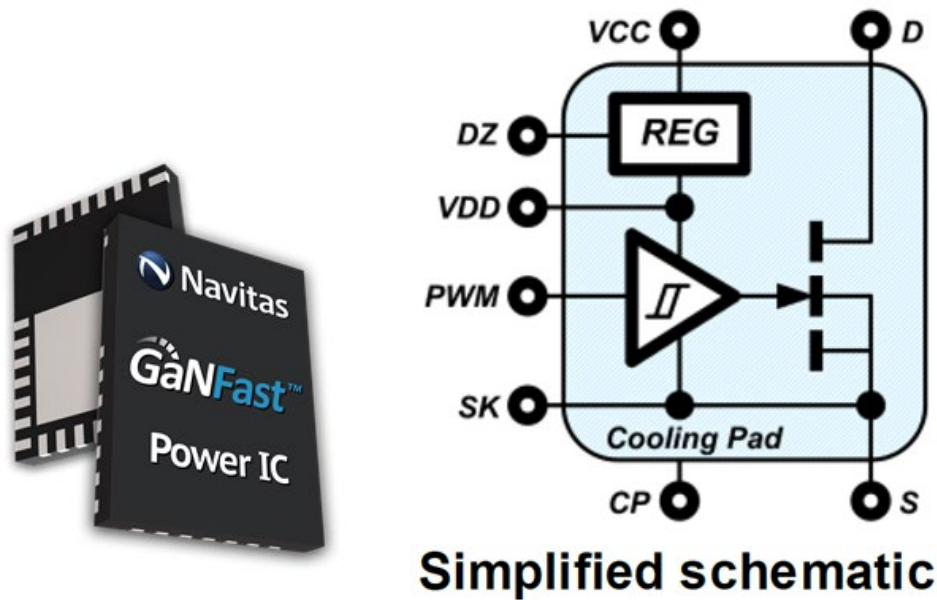 Navitas
GaNFast™
Power IC
VCC
D
DZ
REG
VDD
PWM
SK
Cooling Pad
CP
S
Simplified schematic